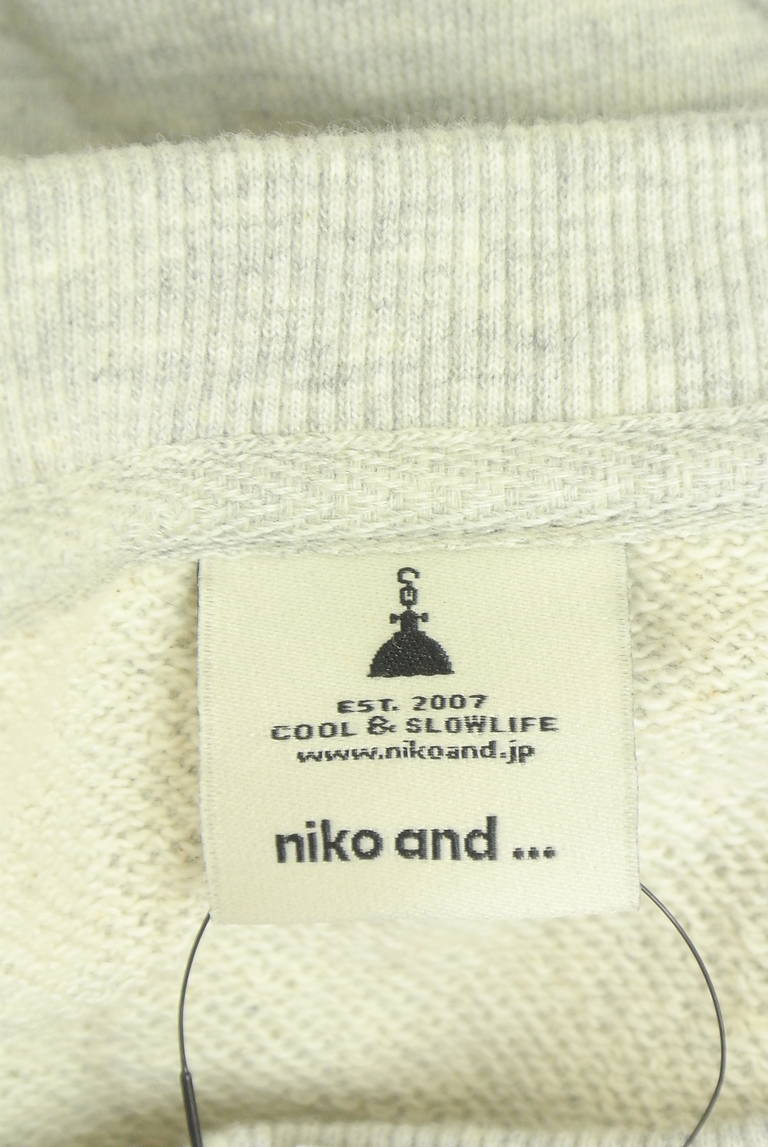 EST. 2007
COOL & SLOWLIFE
www.nikoand.jp
niko and ...